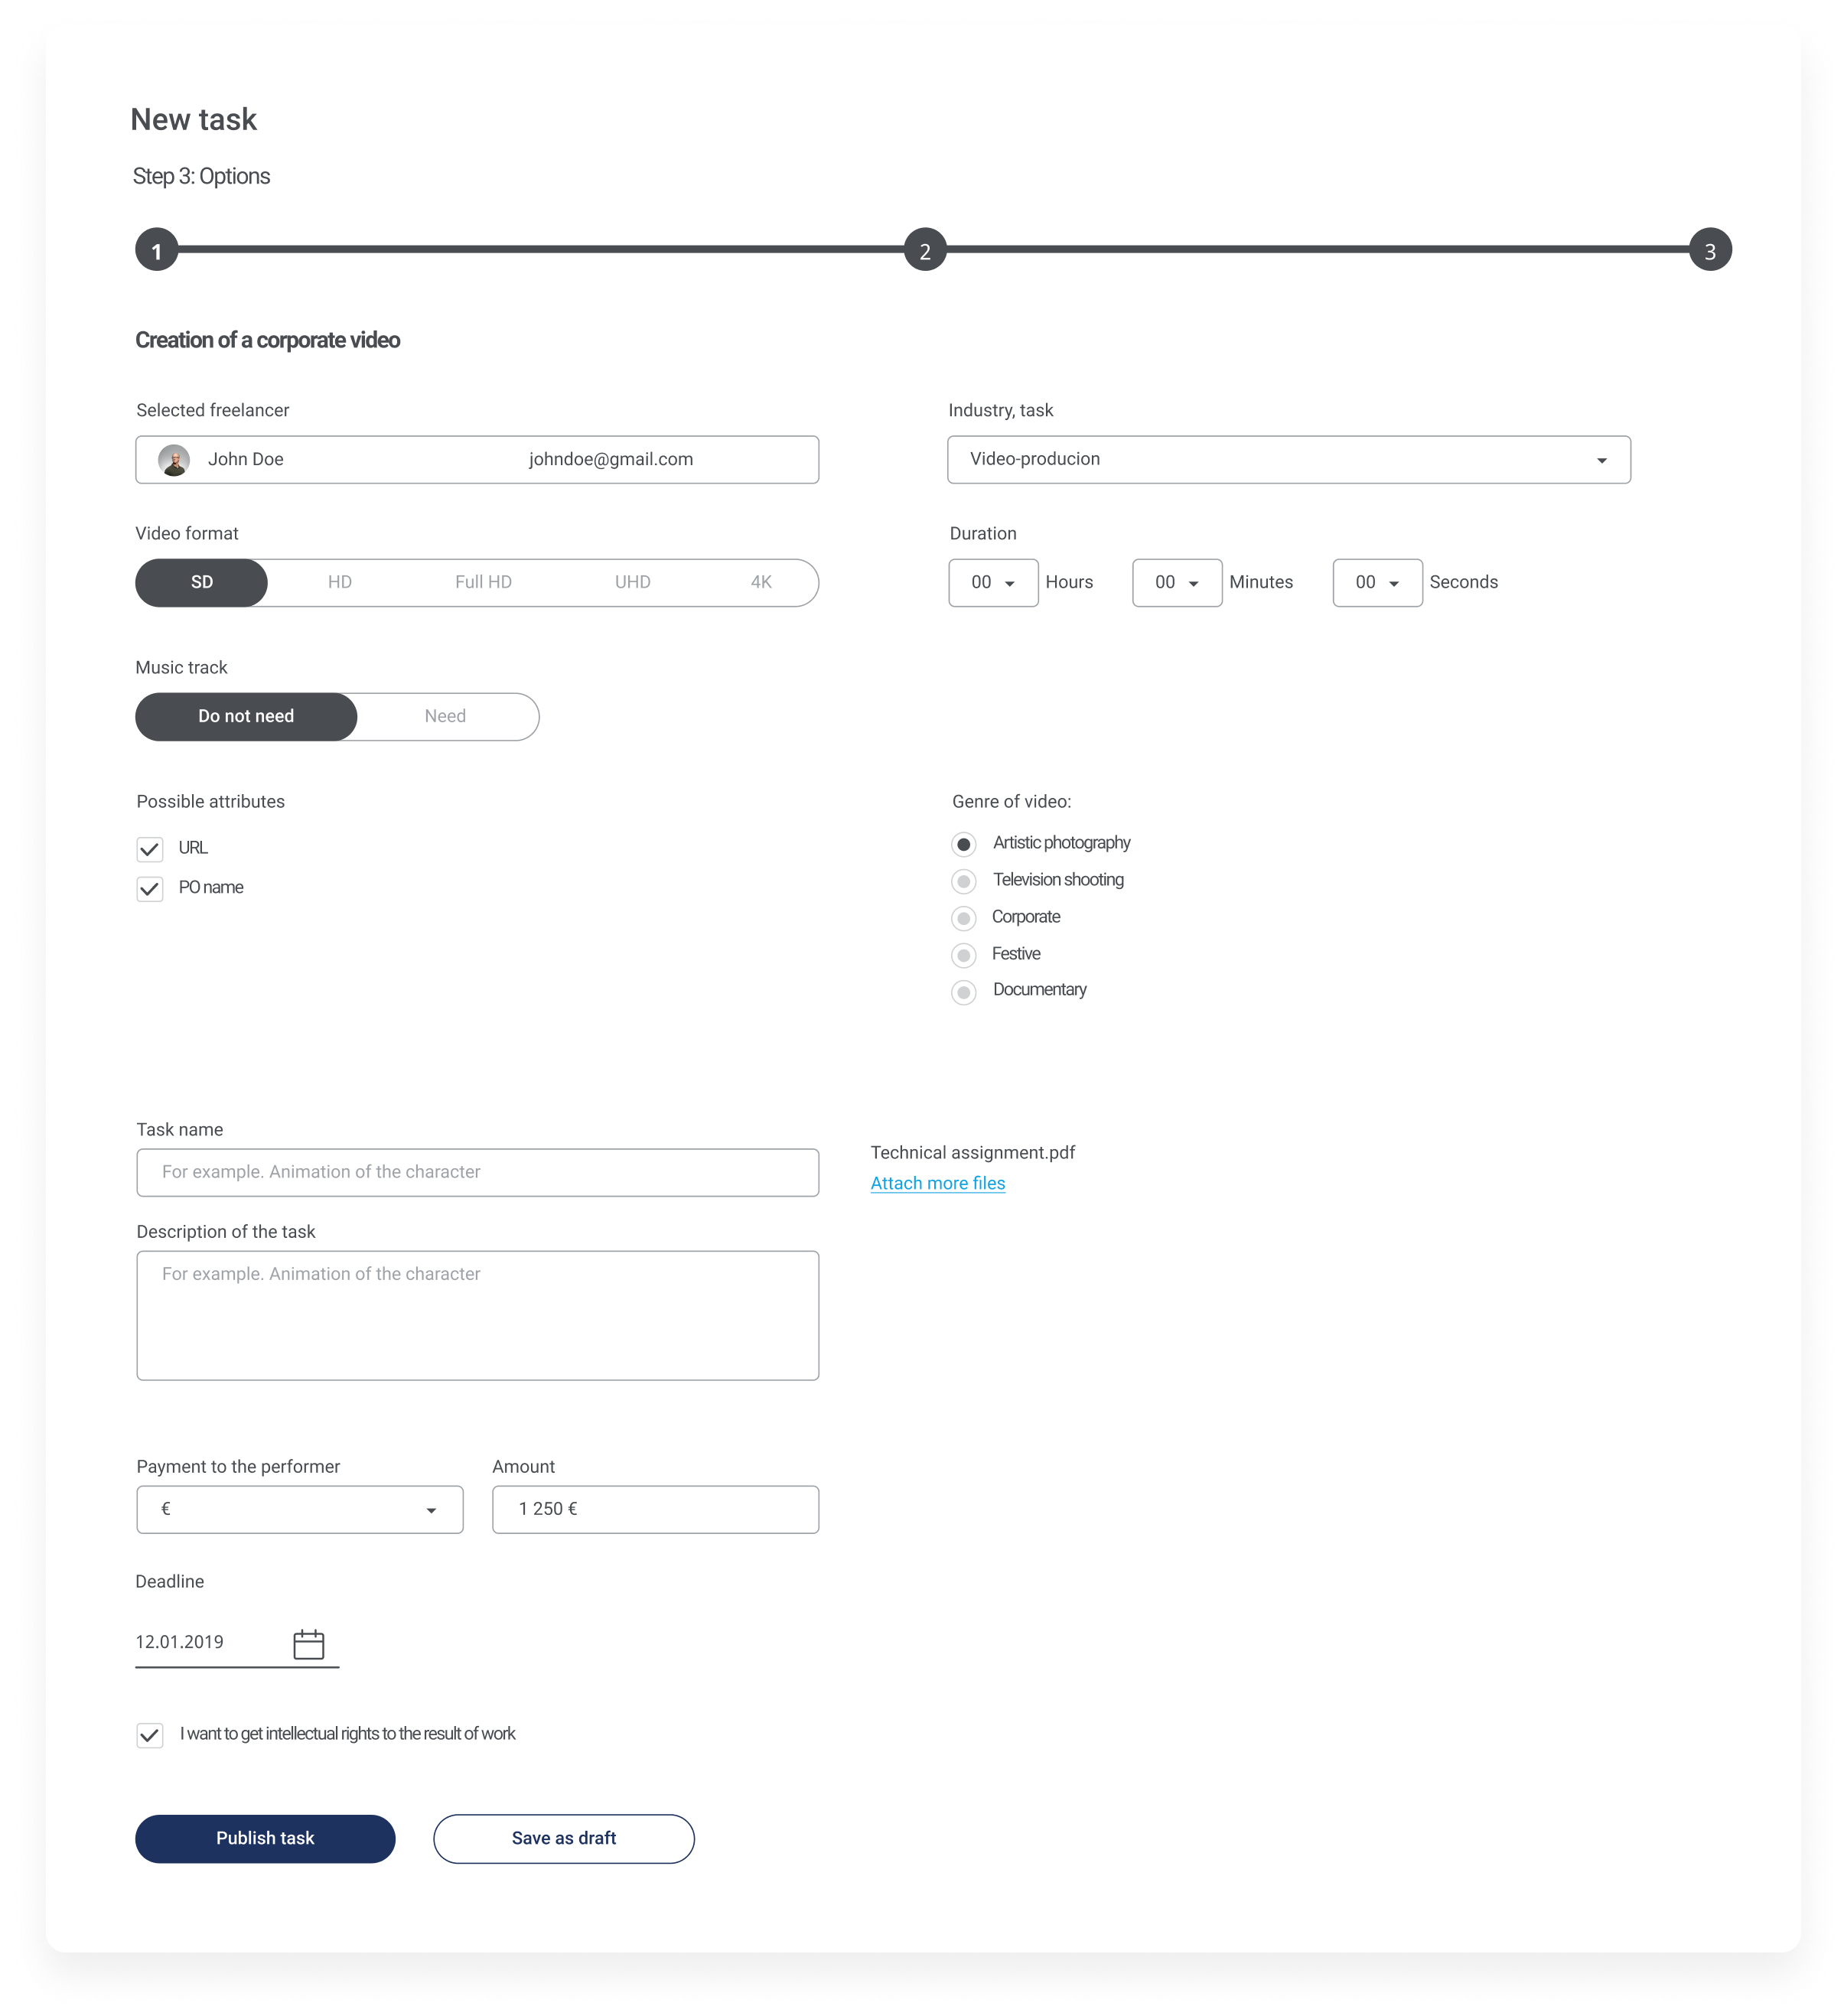 New task
Step 3: Options
1 2 3
Creation of a corporate video
Selected freelancer
John Doe johndoe@gmail.com
Industry, task
Video-producion
Video format
SD HD Full HD UHD 4K
Duration
00 Hours 00 Minutes 00 Seconds
Music track
Do not need Need
Possible attributes
URL
PO name
Genre of video:
Artistic photography
Television shooting
Corporate
Festive
Documentary
Task name
For example. Animation of the character
Technical assignment.pdf
Attach more files
Description of the task
For example. Animation of the character
Payment to the performer
€
Amount
1 250 €
Deadline
12.01.2019
I want to get intellectual rights to the result of work
Publish task Save as draft